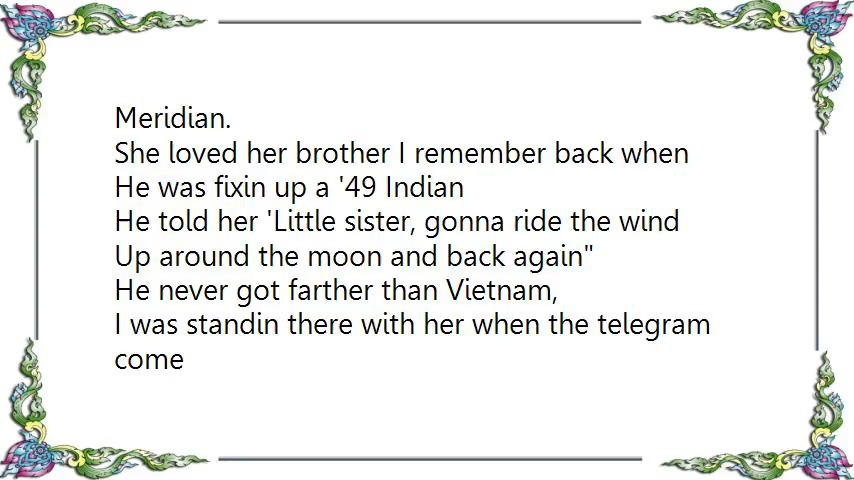 Meridian.
She loved her brother I remember back when
He was fixin up a '49 Indian
He told her 'Little sister, gonna ride the wind
Up around the moon and back again"
He never got farther than Vietnam,
I was standin there with her when the telegram
come